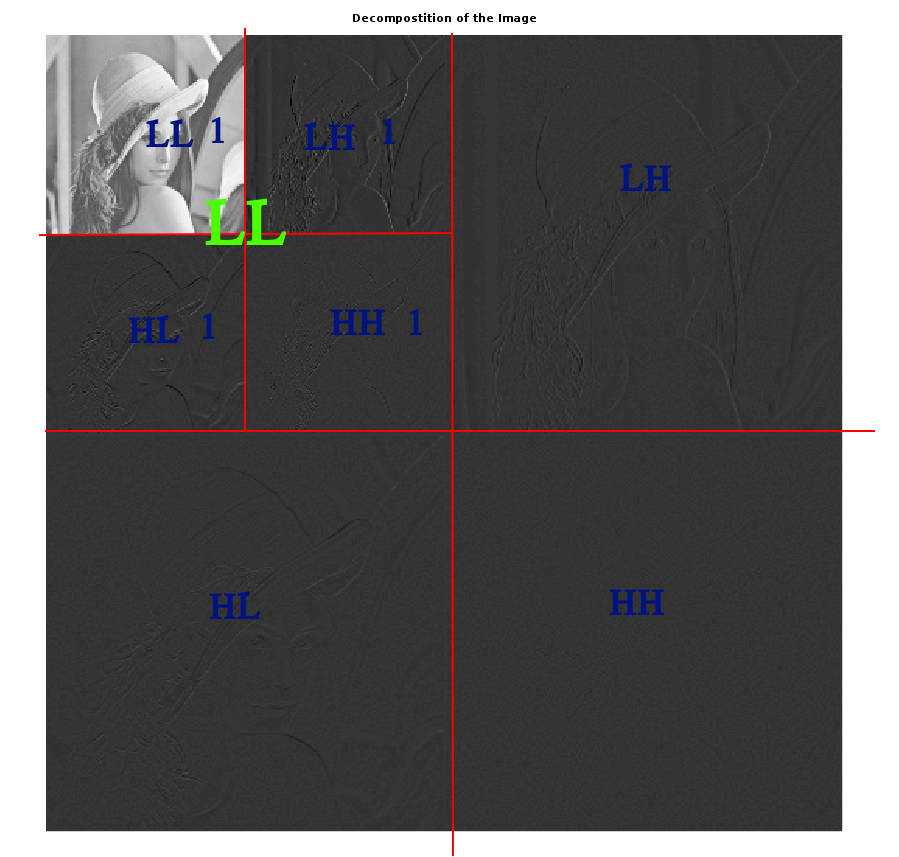 Decompostition of the Image
LL 1
LH 1
LH
LL
HL 1
HH 1
HL
HH